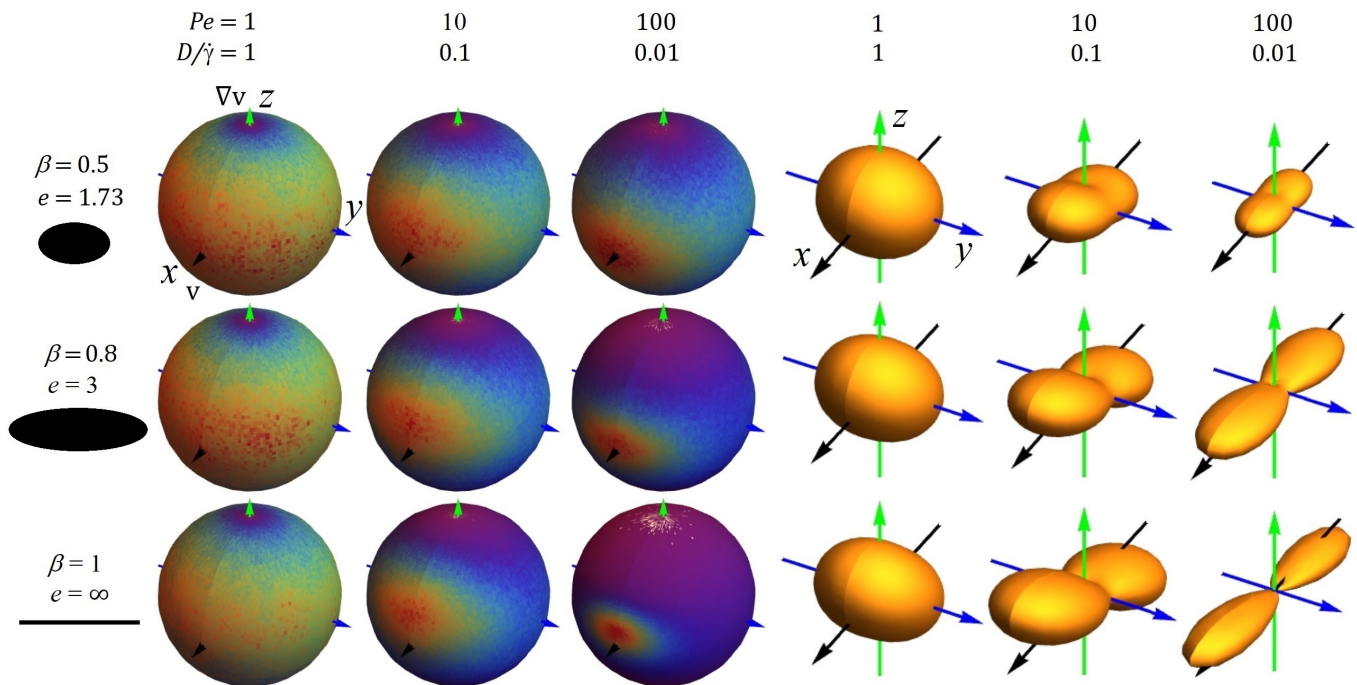 Pe = 1 10 100 1 10 100
D/γ̇ = 1 0.1 0.01 1 0.1 0.01
∇v z
z
β = 0.5
e = 1.73
y
x
v
x
y
β = 0.8
e = 3
β = 1
e = ∞